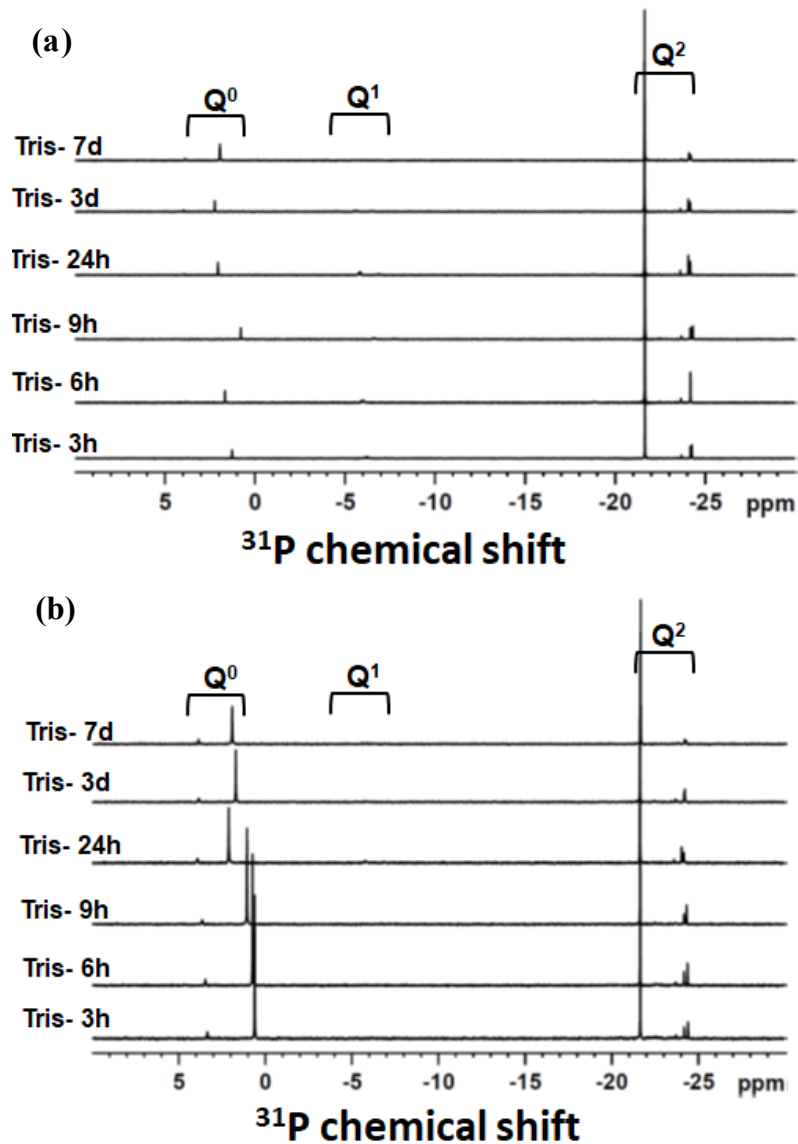 (a)
Q⁰ Q¹ Q²
Tris- 7d
Tris- 3d
Tris- 24h
Tris- 9h
Tris- 6h
Tris- 3h
5 0 -5 -10 -15 -20 -25 ppm
³¹P chemical shift
(b)
Q⁰ Q¹ Q²
Tris- 7d
Tris- 3d
Tris- 24h
Tris- 9h
Tris- 6h
Tris- 3h
5 0 -5 -10 -15 -20 -25 ppm
³¹P chemical shift